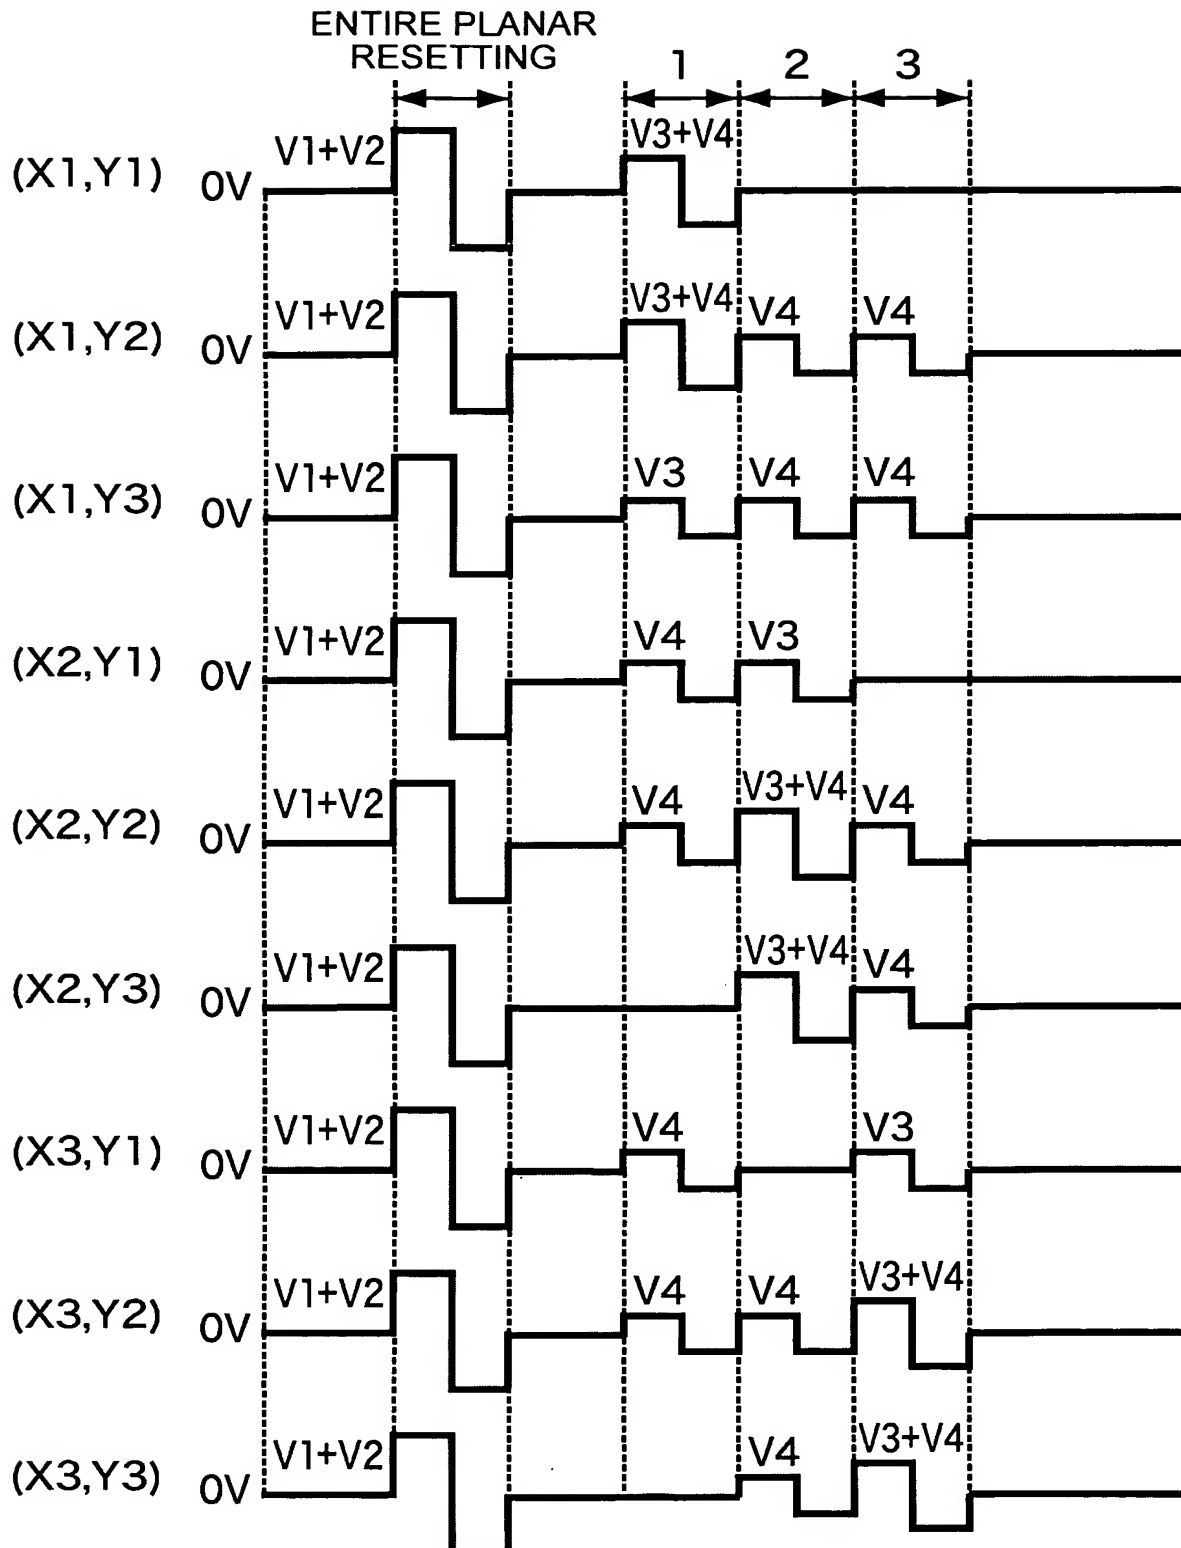 ENTIRE PLANAR
RESETTING
1 2 3
(X1,Y1) 0V V1+V2 V3+V4
(X1,Y2) 0V V1+V2 V3+V4 V4 V4
(X1,Y3) 0V V1+V2 V3 V4 V4
(X2,Y1) 0V V1+V2 V4 V3
(X2,Y2) 0V V1+V2 V4 V3+V4 V4
(X2,Y3) 0V V1+V2 V3+V4 V4
(X3,Y1) 0V V1+V2 V4 V3
(X3,Y2) 0V V1+V2 V4 V4 V3+V4
(X3,Y3) 0V V1+V2 V4 V3+V4